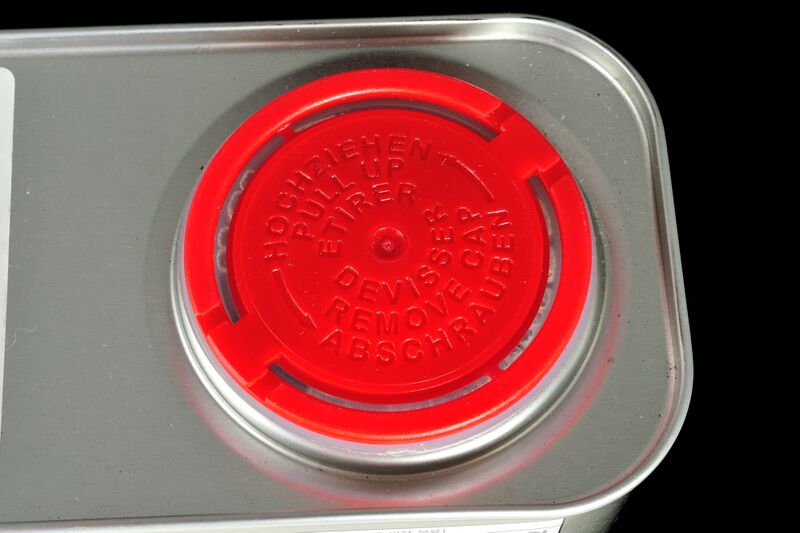 HOCHZIEHEN
PULL UP
ETIRER
DEVISSER
REMOVE CAP
ABSCHRAUBEN